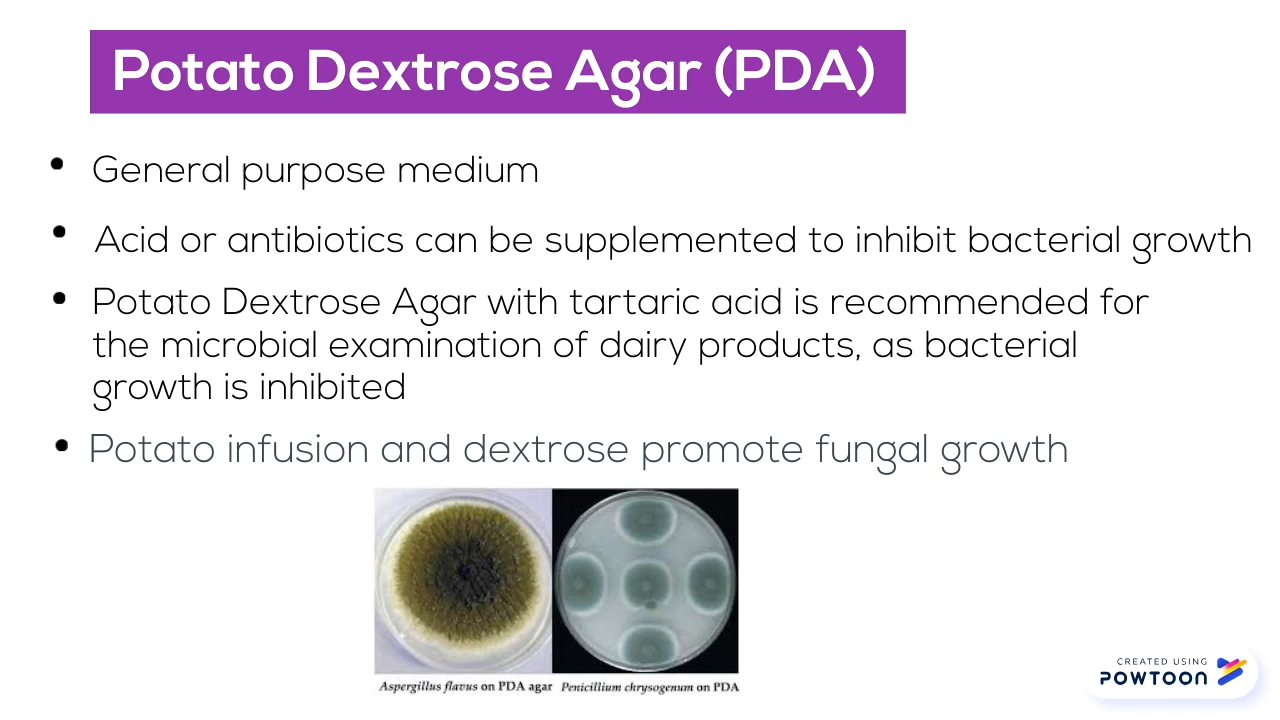 Potato Dextrose Agar (PDA)
• General purpose medium
• Acid or antibiotics can be supplemented to inhibit bacterial growth
• Potato Dextrose Agar with tartaric acid is recommended for
the microbial examination of dairy products, as bacterial
growth is inhibited
• Potato infusion and dextrose promote fungal growth
Aspergillus flavus on PDA agar Penicillium chrysogenum on PDA
CREATED USING
POWTOON